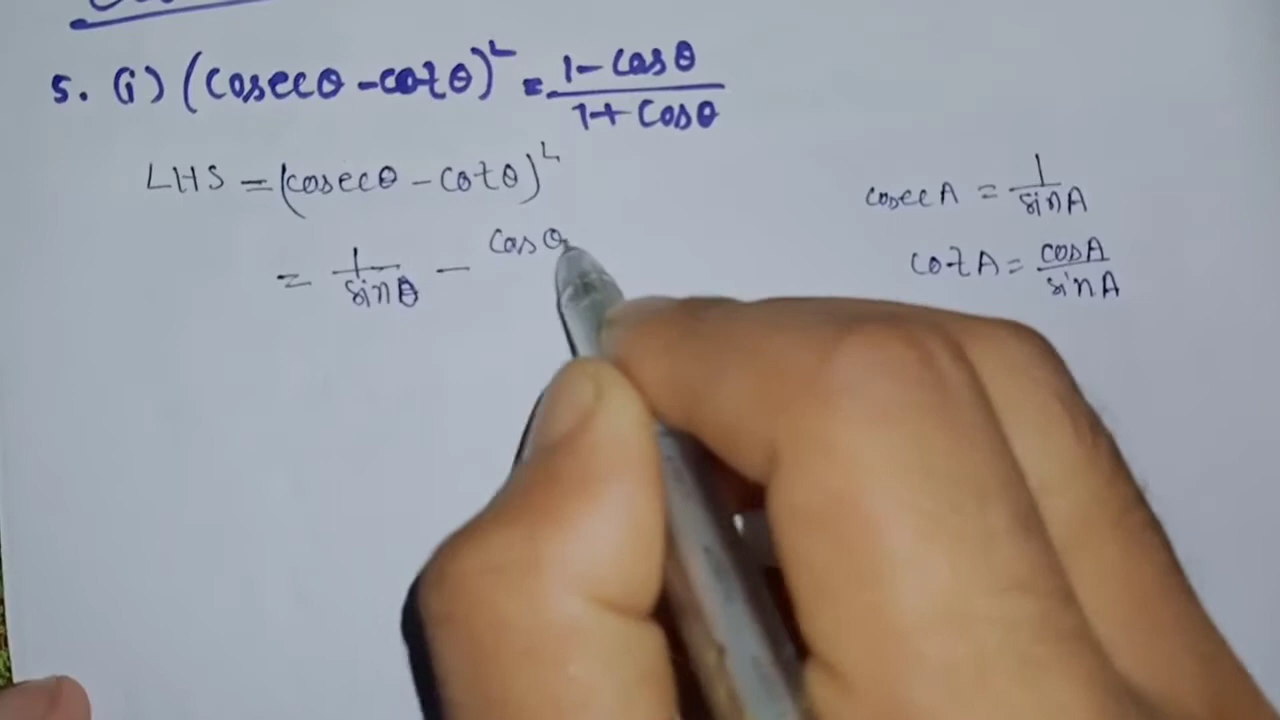 5. (i) (cosecθ - cotθ)² = (1 - cosθ)/(1 + cosθ)
LHS = (cosecθ - cotθ)²
= 1/sinθ - cosθ
cosecA = 1/sinA
cotA = cosA/sinA